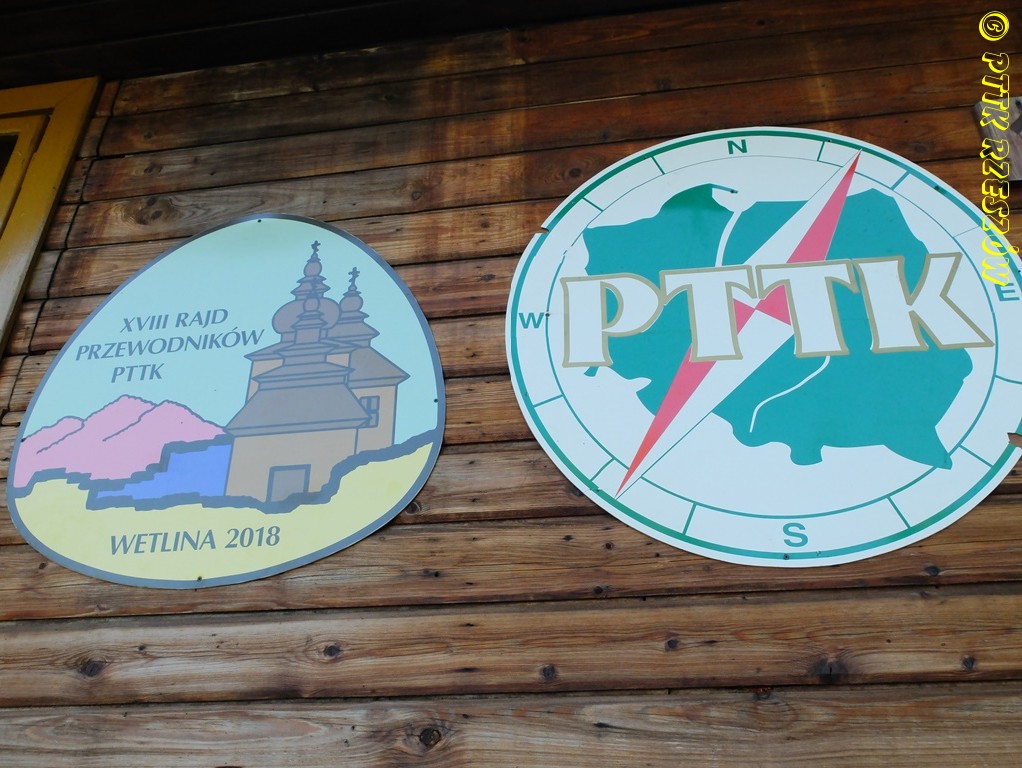 XVIII RAJD
PRZEWODNIKÓW
PTTK
WETLINA 2018
N
W
E
PTTK
S
© PTTK RZESZÓW